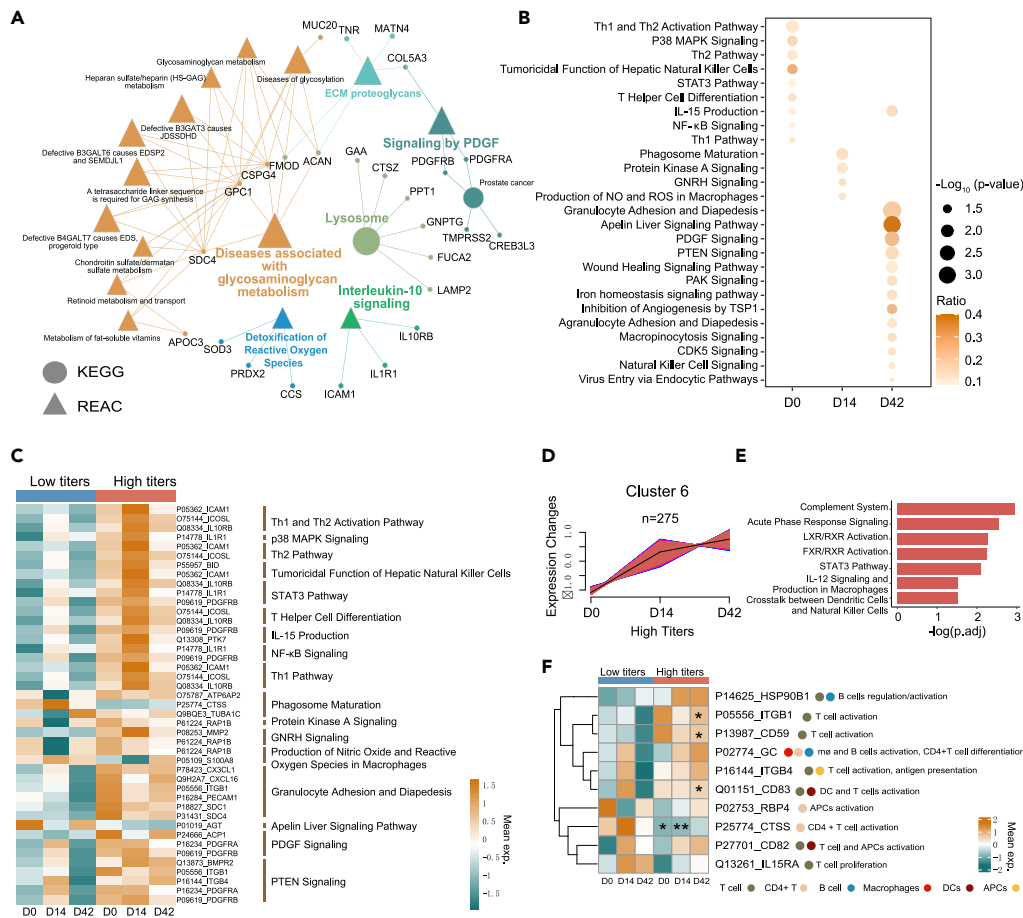 A
MUC20
TNR
MATN4
COL5A3
Glycosaminoglycan metabolism
Heparan sulfate/heparin (HS-GAG)
metabolism
Diseases of glycosylation
ECM proteoglycans
Defective B3GAT3 causes
JDSSDHD
Signaling by PDGF
Defective B3GALT6 causes EDSP2
and SEMDJL1
GAA
PDGFRB
PDGFRA
CSPG4
FMOD
ACAN
CTSZ
GPC1
Prostate cancer
A tetrasaccharide linker sequence
is required for GAG synthesis
PPT1
Lysosome
GNPTG
Defective B4GALT7 causes EDS,
progeroid type
TMPRSS2
CREB3L3
SDC4
Diseases associated
with
glycosaminoglycan
metabolism
FUCA2
Chondroitin sulfate/dermatan
sulfate metabolism
LAMP2
Retinoid metabolism and transport
Interleukin-10
signaling
Metabolism of fat-soluble vitamins
APOC3
SOD3
Detoxification of
Reactive Oxygen
Species
IL10RB
PRDX2
IL1R1
CCS
ICAM1
KEGG
REAC
B
Th1 and Th2 Activation Pathway
P38 MAPK Signaling
Th2 Pathway
Tumoricidal Function of Hepatic Natural Killer Cells
STAT3 Pathway
T Helper Cell Differentiation
IL-15 Production
NF-κB Signaling
Th1 Pathway
Phagosome Maturation
Protein Kinase A Signaling
GNRH Signaling
Production of NO and ROS in Macrophages
Granulocyte Adhesion and Diapedesis
Apelin Liver Signaling Pathway
PDGF Signaling
PTEN Signaling
Wound Healing Signaling Pathway
PAK Signaling
Iron homeostasis signaling pathway
Inhibition of Angiogenesis by TSP1
Agranulocyte Adhesion and Diapedesis
Macropinocytosis Signaling
CDK5 Signaling
Natural Killer Cell Signaling
Virus Entry via Endocytic Pathways
D0 D14 D42
-Log10 (p-value)
1.5
2.0
2.5
3.0
Ratio
0.4
0.3
0.2
0.1
C
Low titers High titers
P05362_ICAM1
O75144_ICOSL
Q08334_IL10RB
P14778_IL1R1
P05362_ICAM1
O75144_ICOSL
P55957_BID
P05362_ICAM1
Q08334_IL10RB
P14778_IL1R1
P09619_PDGFRB
O75144_ICOSL
Q08334_IL10RB
P09619_PDGFRB
Q13308_PTK7
P14778_IL1R1
P09619_PDGFRB
P05362_ICAM1
O75144_ICOSL
Q08334_IL10RB
O75787_ATP6AP2
P25774_CTSS
Q9BQE3_TUBA1C
P61224_RAP1B
P08253_MMP2
P61224_RAP1B
P61224_RAP1B
P05109_S100A8
P78423_CX3CL1
Q9H2A7_CXCL16
P05556_ITGB1
P16284_PECAM1
P18827_SDC1
P31431_SDC4
P01019_AGT
P24666_ACP1
P16234_PDGFRA
P09619_PDGFRB
Q13873_BMPR2
P05556_ITGB1
P16144_ITGB4
P16234_PDGFRA
P09619_PDGFRB
Th1 and Th2 Activation Pathway
p38 MAPK Signaling
Th2 Pathway
Tumoricidal Function of Hepatic Natural Killer Cells
STAT3 Pathway
T Helper Cell Differentiation
IL-15 Production
NF-κB Signaling
Th1 Pathway
Phagosome Maturation
Protein Kinase A Signaling
GNRH Signaling
Production of Nitric Oxide and Reactive
Oxygen Species in Macrophages
Granulocyte Adhesion and Diapedesis
Apelin Liver Signaling Pathway
PDGF Signaling
PTEN Signaling
D0 D14 D42 D0 D14 D42
1.5
1
0.5
0
- 0.5
- 1
- 1.5
Mean exp.
D
Cluster 6
n=275
Expression Changes
1.0
0.0
1.0
D0 D14 D42
High Titers
E
Complement System
Acute Phase Response Signaling
LXR/RXR Activation
FXR/RXR Activation
STAT3 Pathway
IL-12 Signaling and
Production in Macrophages
Crosstalk between Dendritic Cells
and Natural Killer Cells
0 1 2 3
-log(p.adj)
F
Low titers High titers
P14625_HSP90B1 B cells regulation/activation
P05556_ITGB1 T cell activation
P13987_CD59 T cell activation
P02774_GC mø and B cells activation, CD4+T cell differentiation
P16144_ITGB4 T cell activation, antigen presentation
Q01151_CD83 DC and T cells activation
P02753_RBP4 APCs activation
P25774_CTSS CD4 + T cell activation
P27701_CD82 T cell and APCs activation
Q13261_IL15RA T cell proliferation
* * * * **
D0 D14 D42 D0 D14 D42
2
1
0
-1
-2
Mean exp.
T cell CD4+ T B cell Macrophages DCs APCs